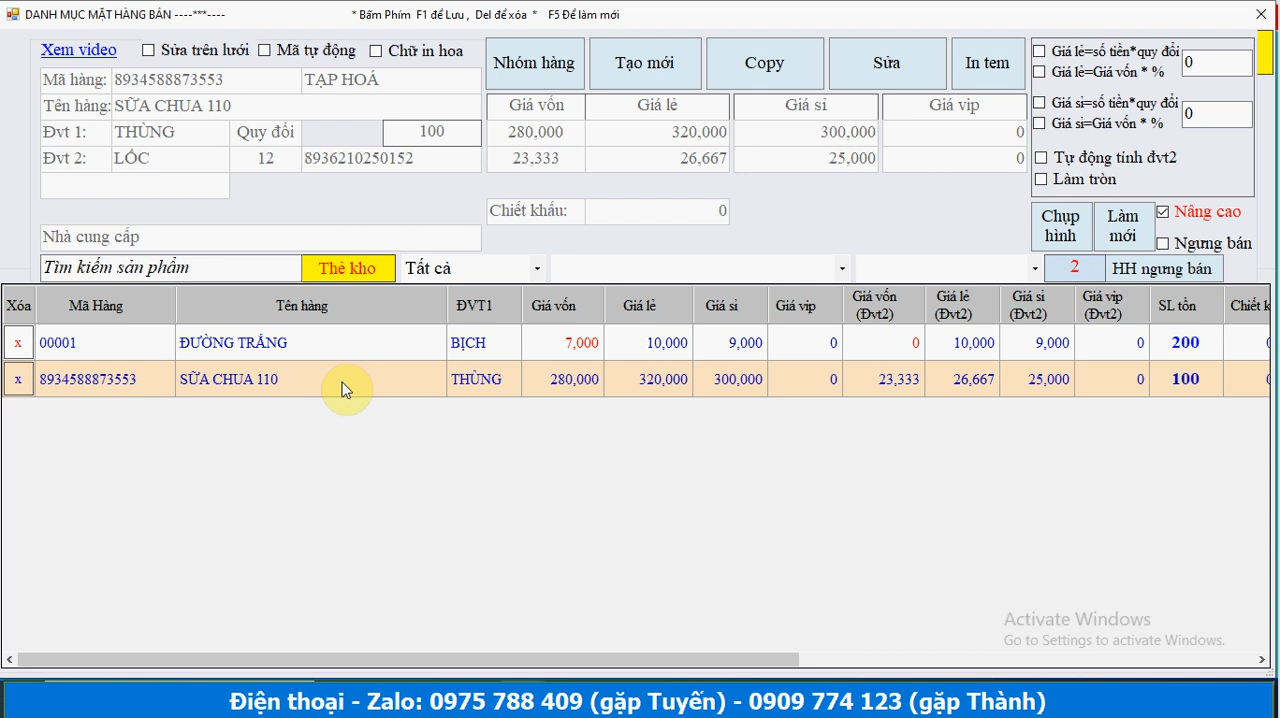 DANH MỤC MẶT HÀNG BÁN ----***---- * Bấm Phím F1 để Lưu , Del để xóa * F5 Để làm mới
Xem video Sửa trên lưới Mã tự động Chữ in hoa
Nhóm hàng Tạo mới Copy Sửa In tem
Giá lẻ=số tiền*quy đổi 0
Giá lẻ=Giá vốn * %
Mã hàng: 8934588873553 TẠP HOÁ
Tên hàng: SỮA CHUA 110 Giá vốn Giá lẻ Giá sỉ Giá vip
Giá sỉ=số tiền*quy đổi 0
Giá sỉ=Giá vốn * %
Đvt 1: THÙNG Quy đổi 100 280,000 320,000 300,000 0
Đvt 2: LỐC 12 8936210250152 23,333 26,667 25,000 0
Tự động tính đvt2
Làm tròn
Chiết khấu: 0
Chụp hình Làm mới Nâng cao
Nhà cung cấp
Ngưng bán
Tìm kiếm sản phẩm Thẻ kho Tất cả 2 HH ngưng bán
Xóa Mã Hàng Tên hàng ĐVT1 Giá vốn Giá lẻ Giá sỉ Giá vip Giá vốn (Đvt2) Giá lẻ (Đvt2) Giá sỉ (Đvt2) Giá vip (Đvt2) SL tồn Chiết k
x 00001 ĐƯỜNG TRẮNG BỊCH 7,000 10,000 9,000 0 0 10,000 9,000 0 200 0
x 8934588873553 SỮA CHUA 110 THÙNG 280,000 320,000 300,000 0 23,333 26,667 25,000 0 100 0
Activate Windows
Go to Settings to activate Windows.
Điện thoại - Zalo: 0975 788 409 (gặp Tuyến) - 0909 774 123 (gặp Thành)